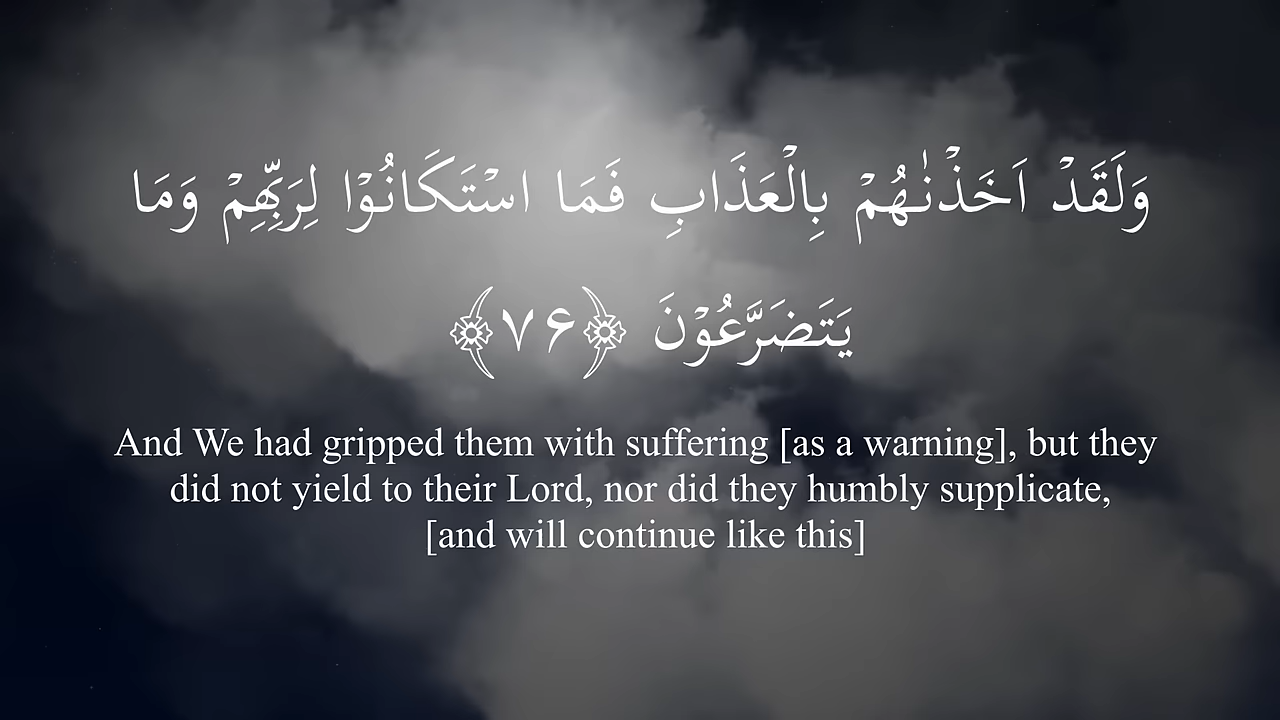 وَلَقَدْ اَخَذْنٰهُمْ بِالْعَذَابِ فَمَا اسْتَكَانُوْا لِرَبِّهِمْ وَمَا
يَتَضَرَّعُوْنَ ﴿۷۶﴾
And We had gripped them with suffering [as a warning], but they
did not yield to their Lord, nor did they humbly supplicate,
[and will continue like this]